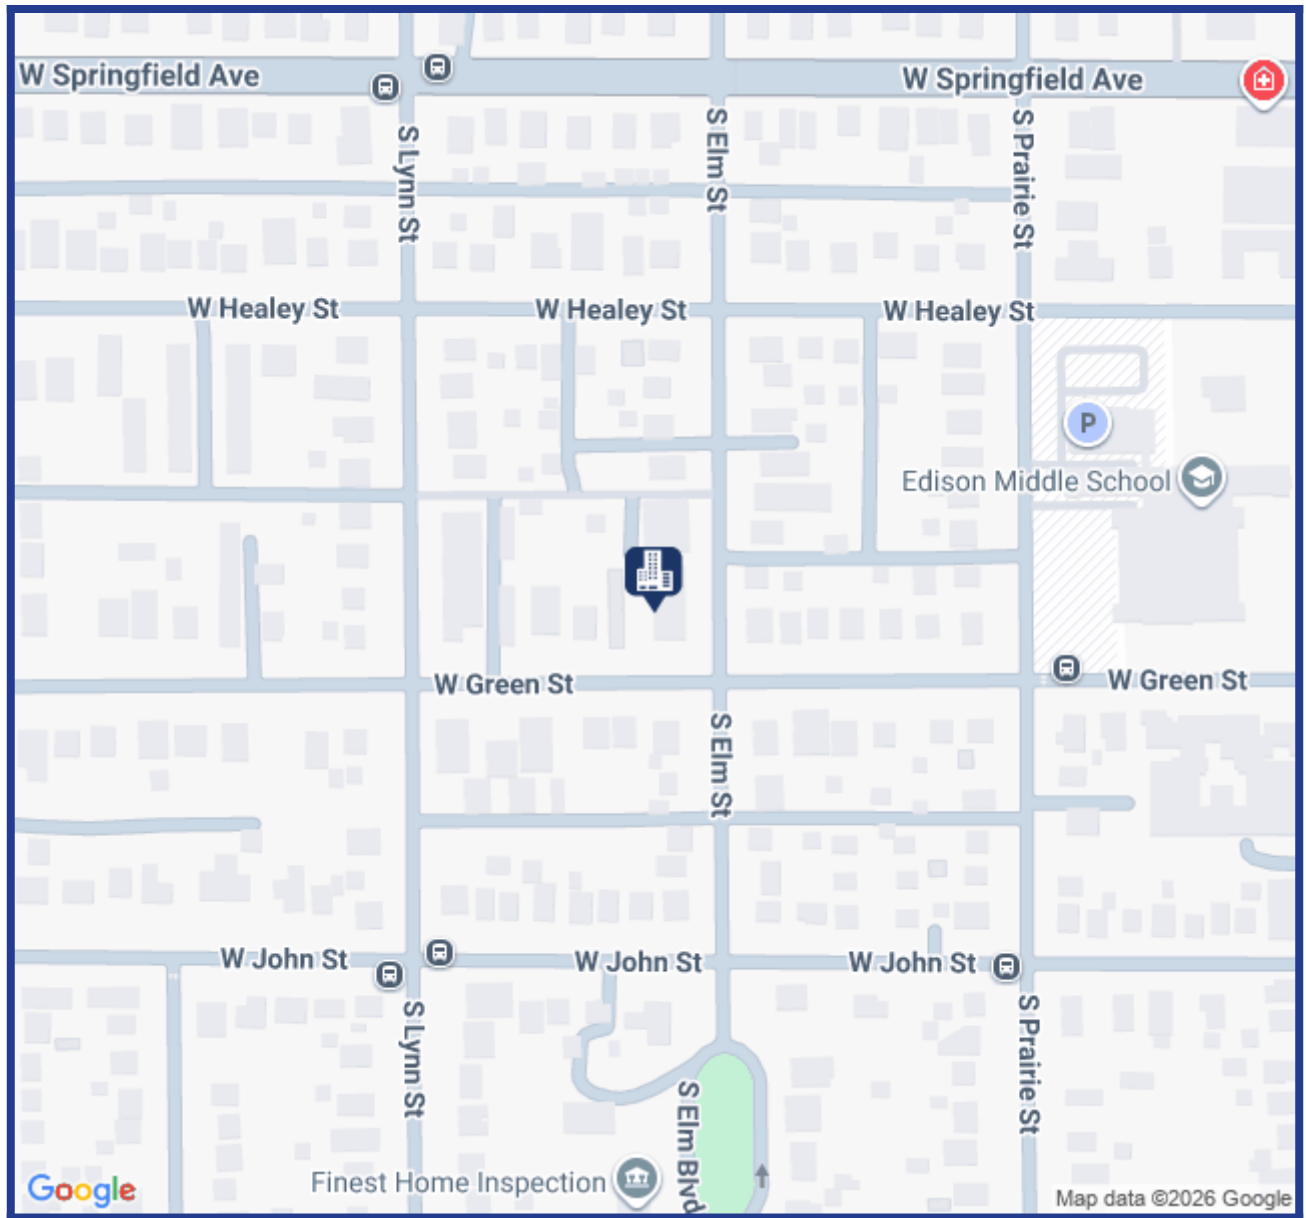 W Springfield Ave
W Springfield Ave
S Lynn St
S Elm St
S Prairie St
W Healey St
W Healey St
W Healey St
P
Edison Middle School
W Green St
W Green St
S Elm St
W John St
W John St
W John St
S Lynn St
S Prairie St
S Elm Blvd
Finest Home Inspection
Google
Map data ©2026 Google